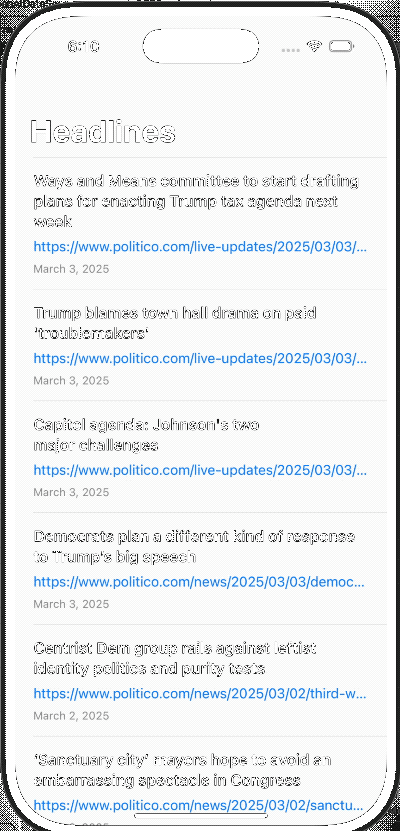 6:10
Headlines
Ways and Means committee to start drafting
plans for enacting Trump tax agenda next
week
https://www.politico.com/live-updates/2025/03/03/...
March 3, 2025
Trump blames town hall drama on paid
'troublemakers'
https://www.politico.com/live-updates/2025/03/03/...
March 3, 2025
Capitol agenda: Johnson's two
major challenges
https://www.politico.com/live-updates/2025/03/03/...
March 3, 2025
Democrats plan a different kind of response
to Trump's big speech
https://www.politico.com/news/2025/03/03/democ...
March 3, 2025
Centrist Dem group rails against leftist
identity politics and purity tests
https://www.politico.com/news/2025/03/02/third-w...
March 2, 2025
'Sanctuary city' mayors hope to avoid an
embarrassing spectacle in Congress
https://www.politico.com/news/2025/03/02/sanctu...